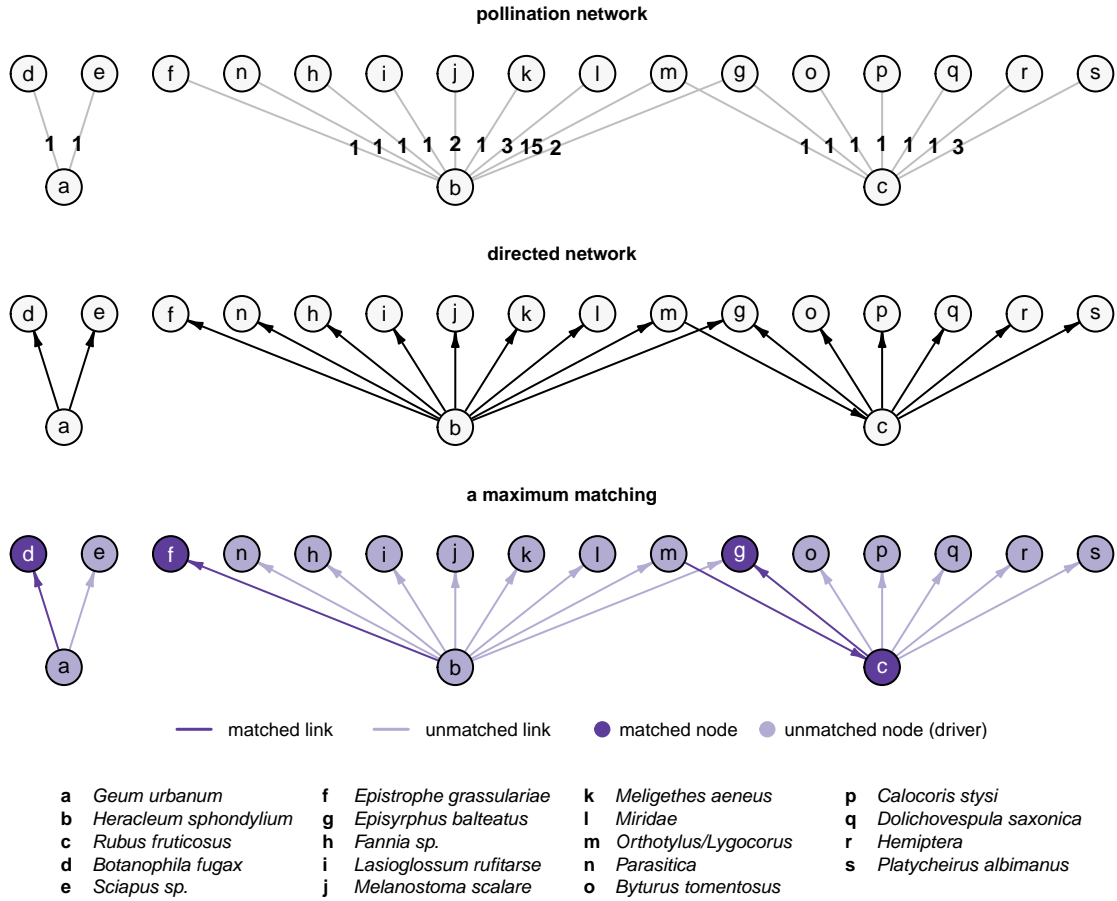 pollination network
d e f n h i j k l m g o p q r s
1 1 1 1 1 1 2 1 3 15 2 1 1 1 1 1 1 3
a b c
directed network
d e f n h i j k l m g o p q r s
a b c
a maximum matching
d e f n h i j k l m g o p q r s
a b c
matched link unmatched link matched node unmatched node (driver)
a Geum urbanum f Epistrophe grassulariae k Meligethes aeneus p Calocoris stysi
b Heracleum sphondylium g Episyrphus balteatus l Miridae q Dolichovespula saxonica
c Rubus fruticosus h Fannia sp. m Orthotylus/Lygocorus r Hemiptera
d Botanophila fugax i Lasioglossum rufitarse n Parasitica s Platycheirus albimanus
e Sciapus sp. j Melanostoma scalare o Byturus tomentosus